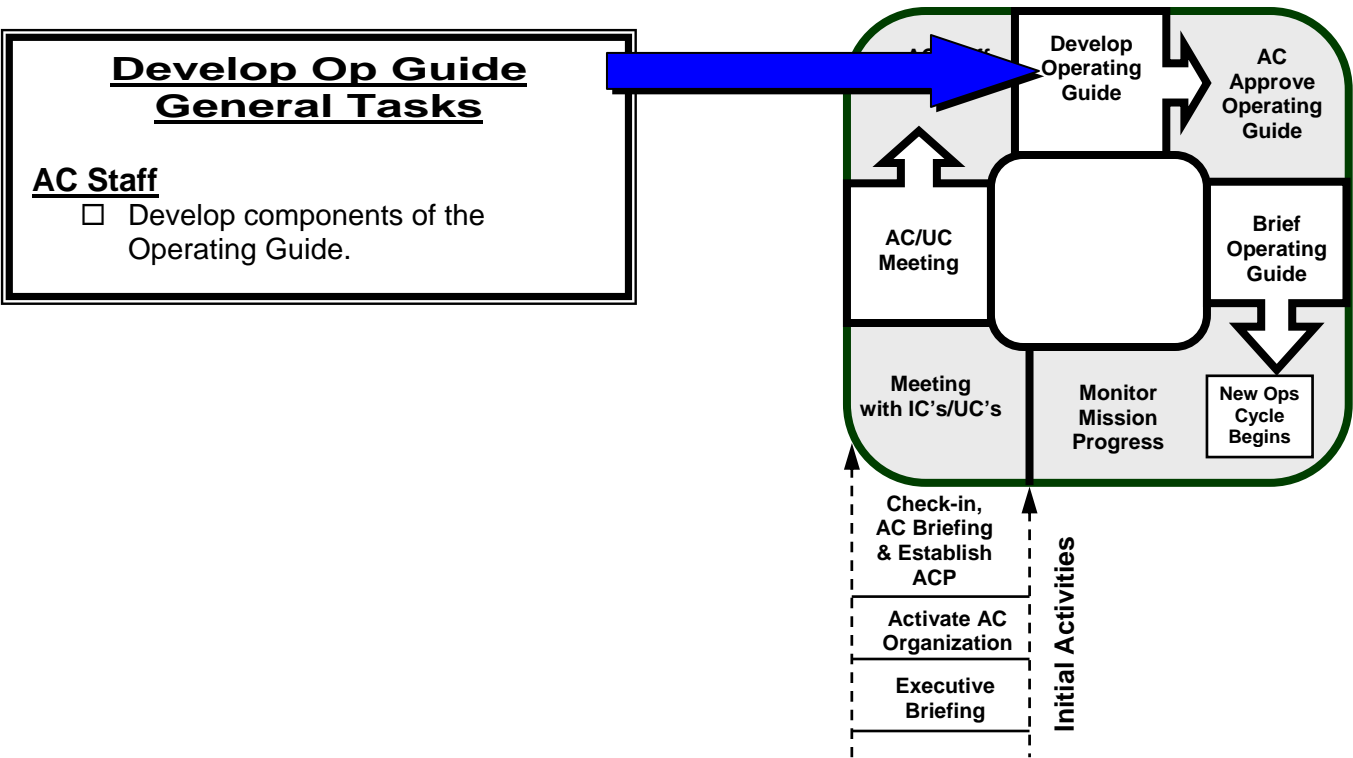 Develop Op Guide
General Tasks
AC Staff
Develop components of the
Operating Guide.
Develop
Operating
Guide
AC
Approve
Operating
Guide
AC/UC
Meeting
Brief
Operating
Guide
Meeting
with IC’s/UC’s
Monitor
Mission
Progress
New Ops
Cycle
Begins
Check-in,
AC Briefing
& Establish
ACP
Activate AC
Organization
Executive
Briefing
Initial Activities